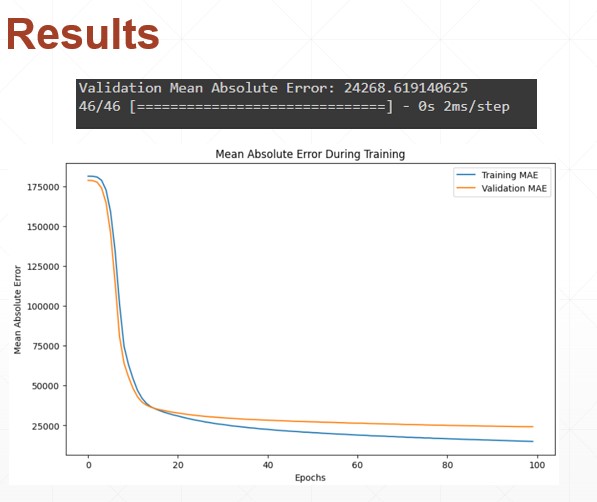 Results
Validation Mean Absolute Error: 24268.619140625
46/46 [==============================] - 0s 2ms/step
Mean Absolute Error During Training
Training MAE
Validation MAE
175000
150000
125000
100000
75000
50000
25000
Mean Absolute Error
0 20 40 60 80 100
Epochs